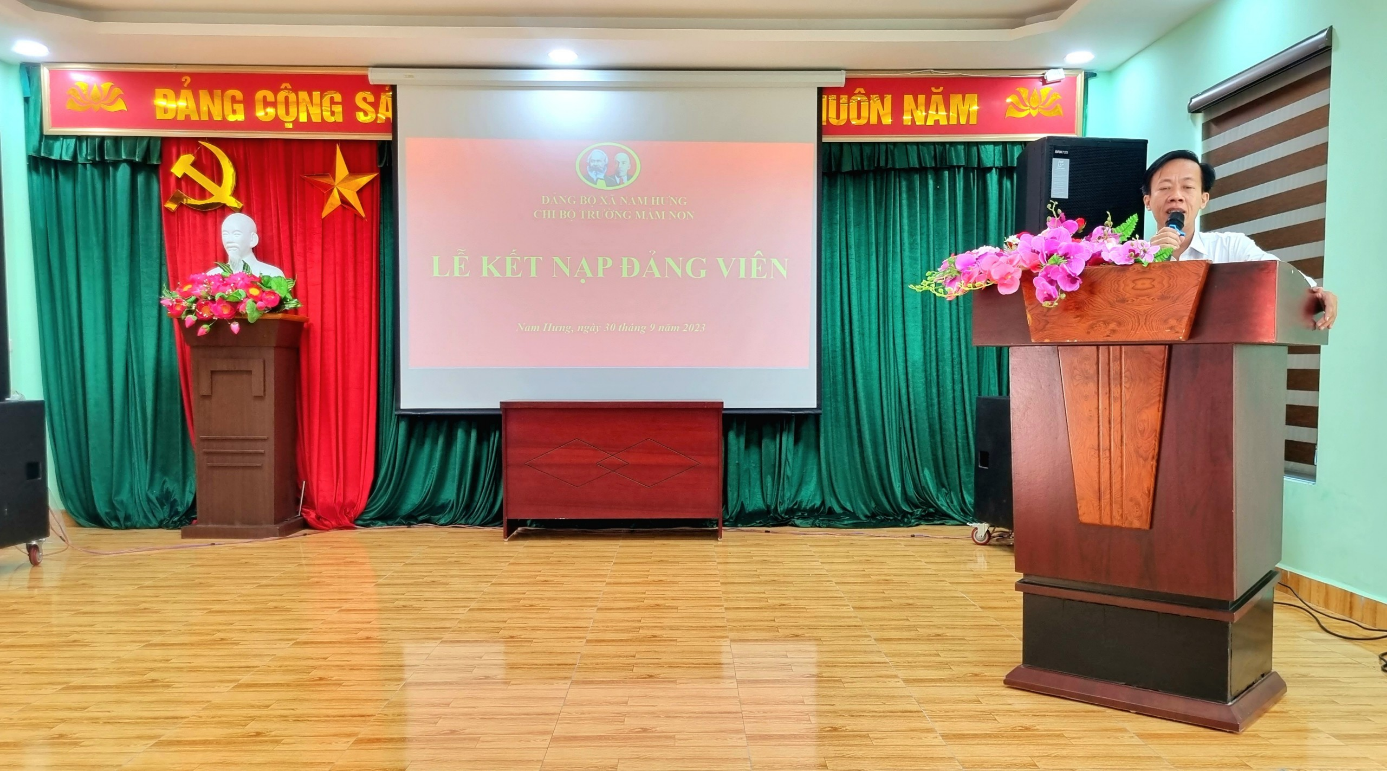 ĐẢNG CỘNG SẢ
UÔN NĂM
ĐẢNG BỘ XÃ NAM HƯNG
CHI BỘ TRƯỜNG MẦM NON
LỄ KẾT NẠP ĐẢNG VIÊN
Nam Hưng, ngày 30 tháng 9 năm 2023